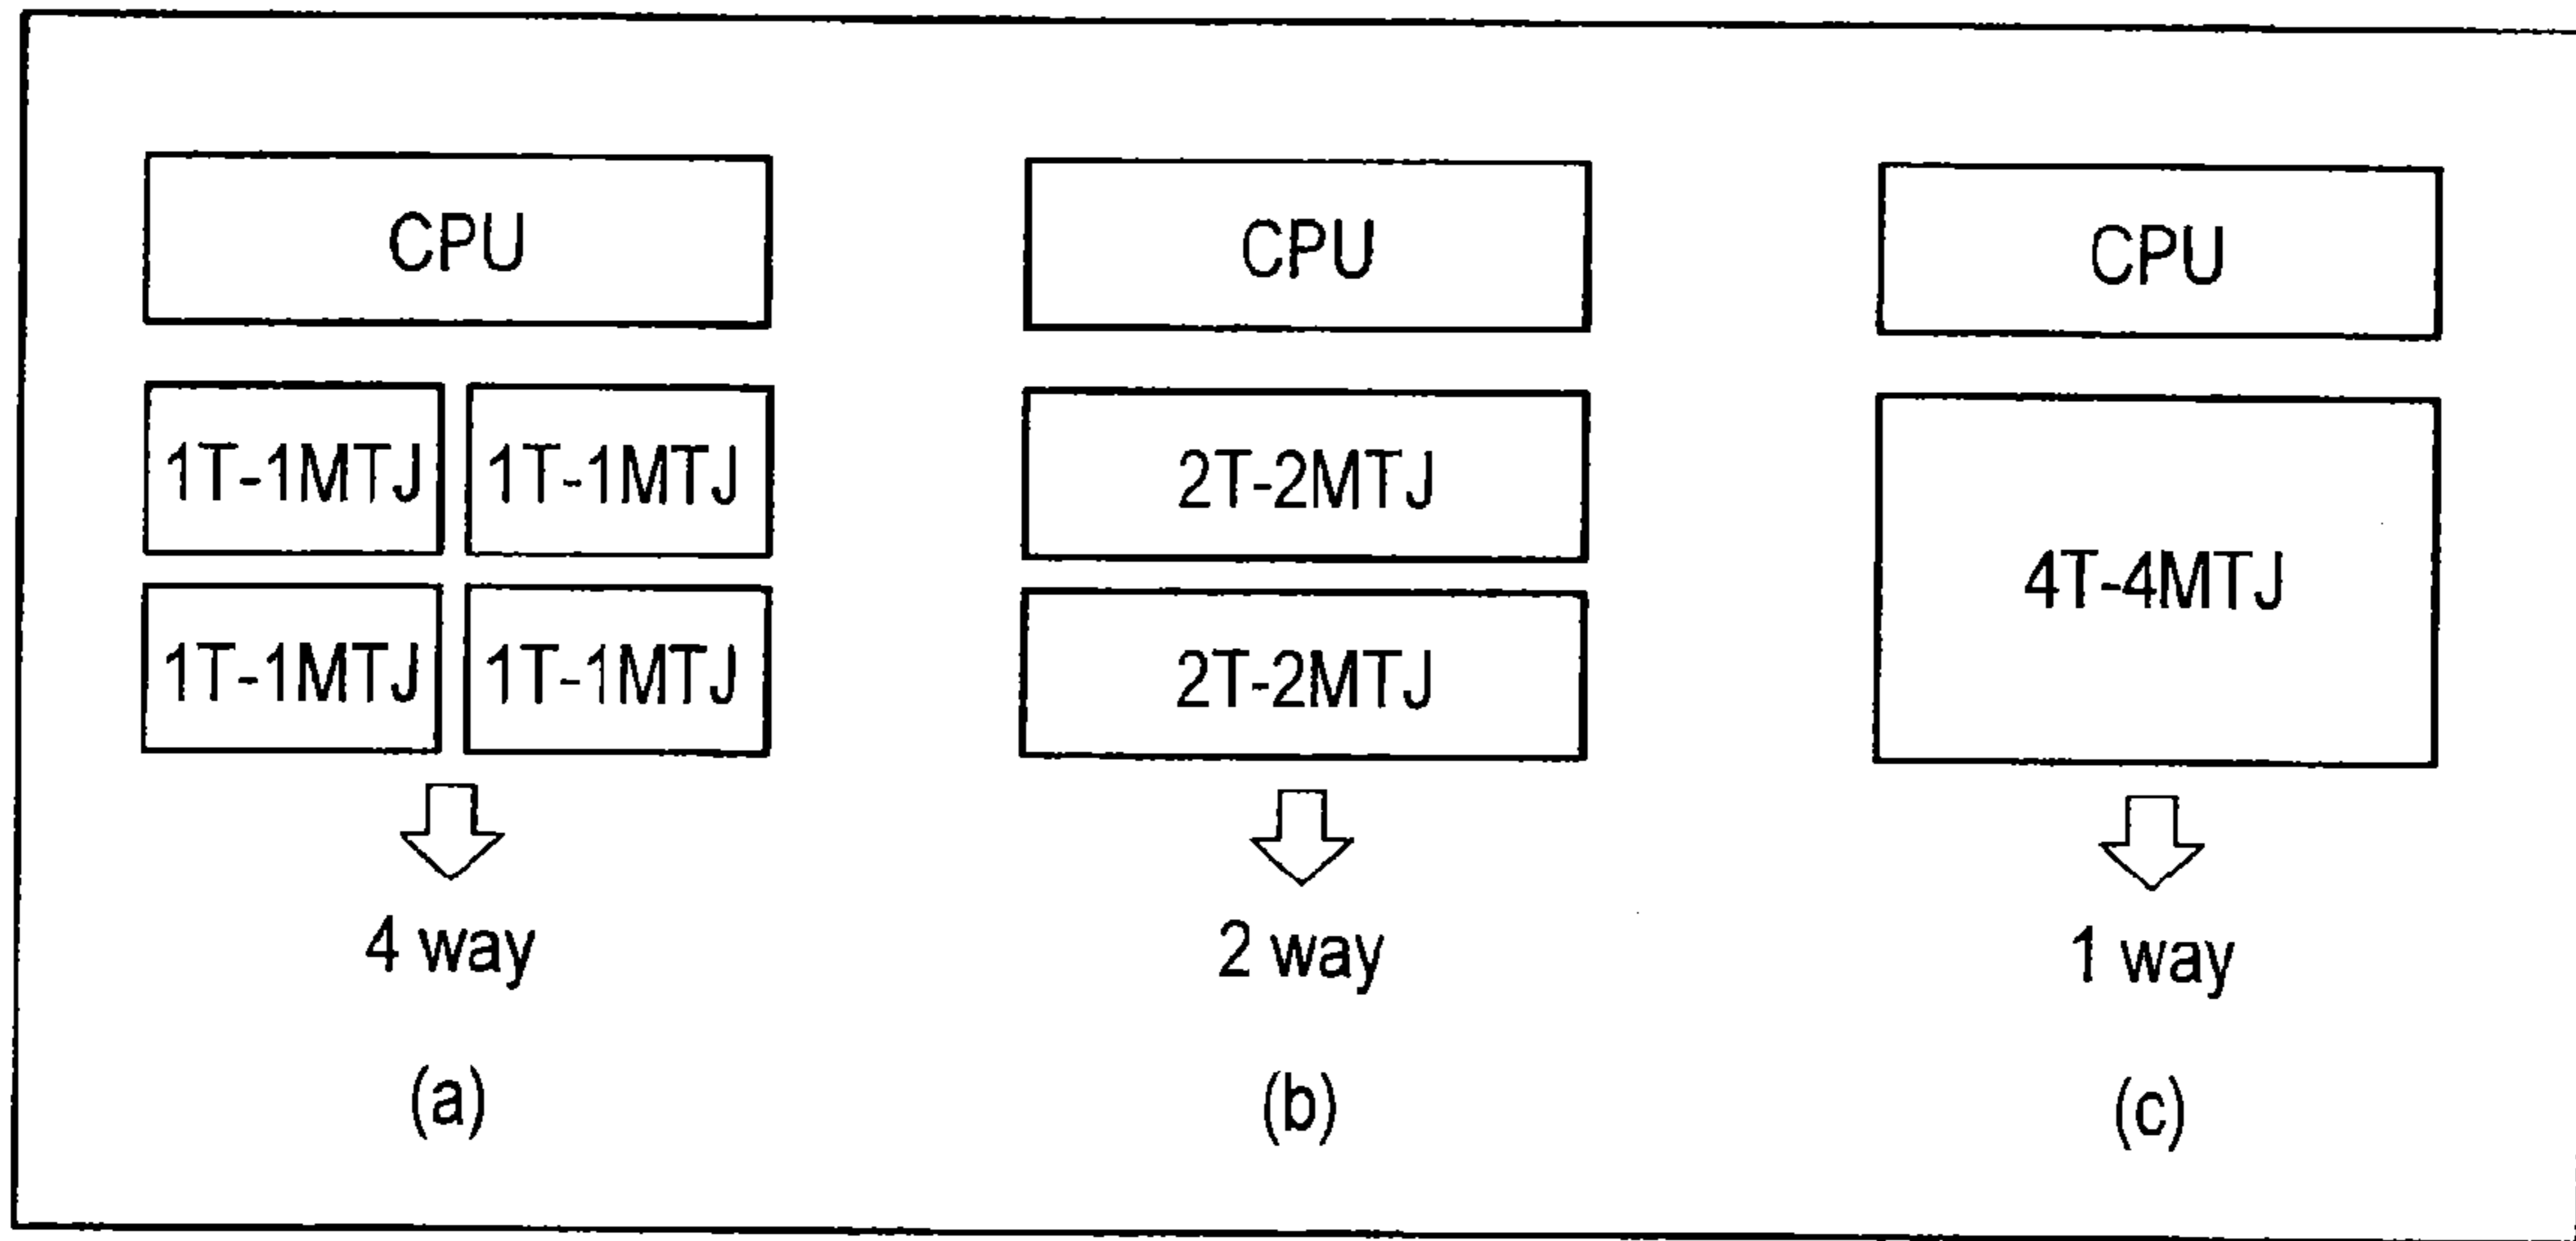 CPU
1T-1MTJ 1T-1MTJ
1T-1MTJ 1T-1MTJ
4 way
(a)
CPU
2T-2MTJ
2T-2MTJ
2 way
(b)
CPU
4T-4MTJ
1 way
(c)